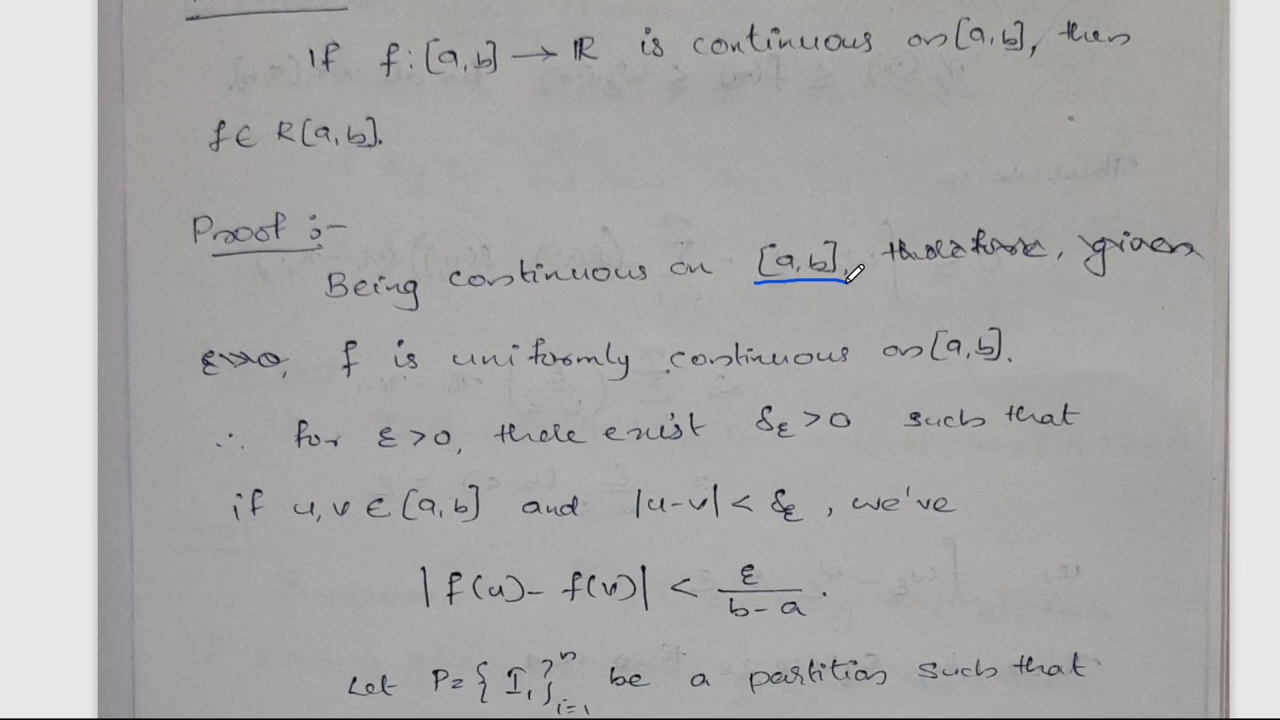 If f: [a,b] → ℝ is continuous on [a,b], then
f ∈ R[a,b].
Proof :-
Being continuous on [a,b], therefore, given
ε>0, f is uniformly continuous on [a,b].
∴ for ε>0, there exist δ_ε>0 such that
if u,v ∈ [a,b] and |u-v| < δ_ε, we've
|f(u) - f(v)| < ε/(b-a).
Let P = {I_i}_{i=1}^n be a partition such that